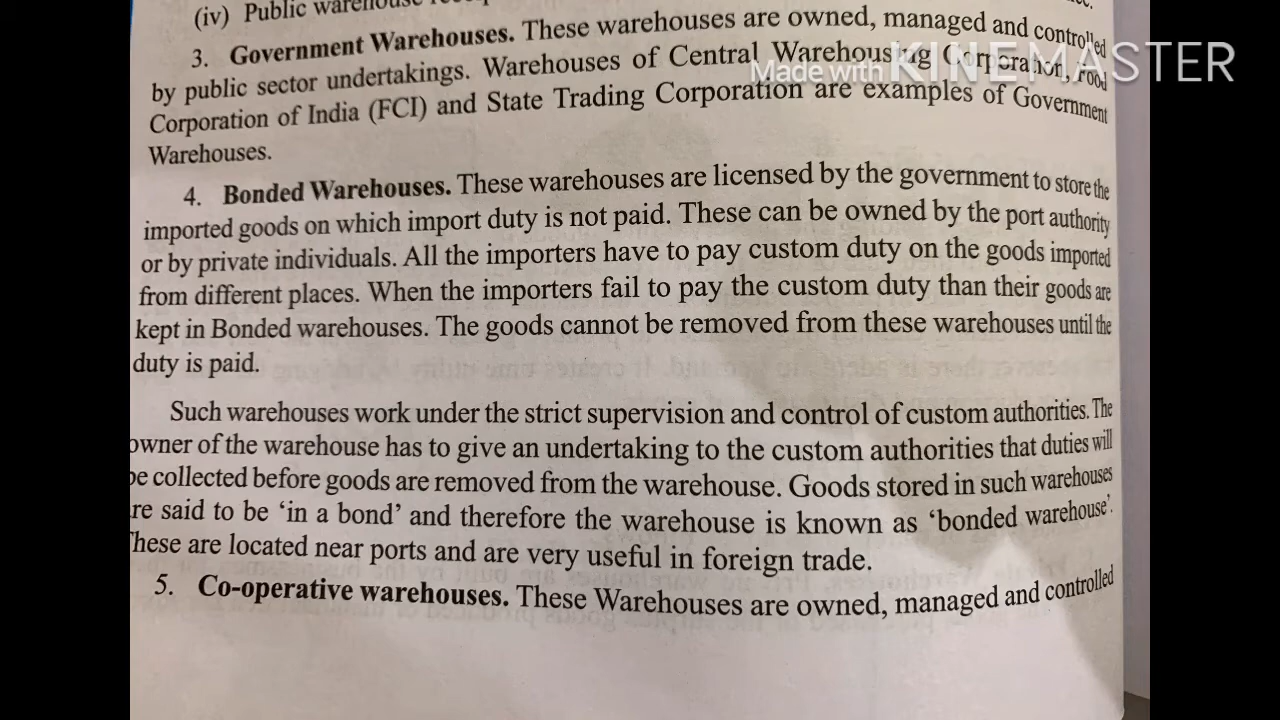 (iv) Public warehouse
3. Government Warehouses. These warehouses are owned, managed and controlled
by public sector undertakings. Warehouses of Central Warehousing Corporation, Food
Corporation of India (FCI) and State Trading Corporation are examples of Government
Warehouses.
4. Bonded Warehouses. These warehouses are licensed by the government to store the
imported goods on which import duty is not paid. These can be owned by the port authority
or by private individuals. All the importers have to pay custom duty on the goods imported
from different places. When the importers fail to pay the custom duty than their goods are
kept in Bonded warehouses. The goods cannot be removed from these warehouses until the
duty is paid.
Such warehouses work under the strict supervision and control of custom authorities. The
owner of the warehouse has to give an undertaking to the custom authorities that duties will
be collected before goods are removed from the warehouse. Goods stored in such warehouses
re said to be ‘in a bond’ and therefore the warehouse is known as ‘bonded warehouse’.
These are located near ports and are very useful in foreign trade.
5. Co-operative warehouses. These Warehouses are owned, managed and controlled
Made with KINEMASTER